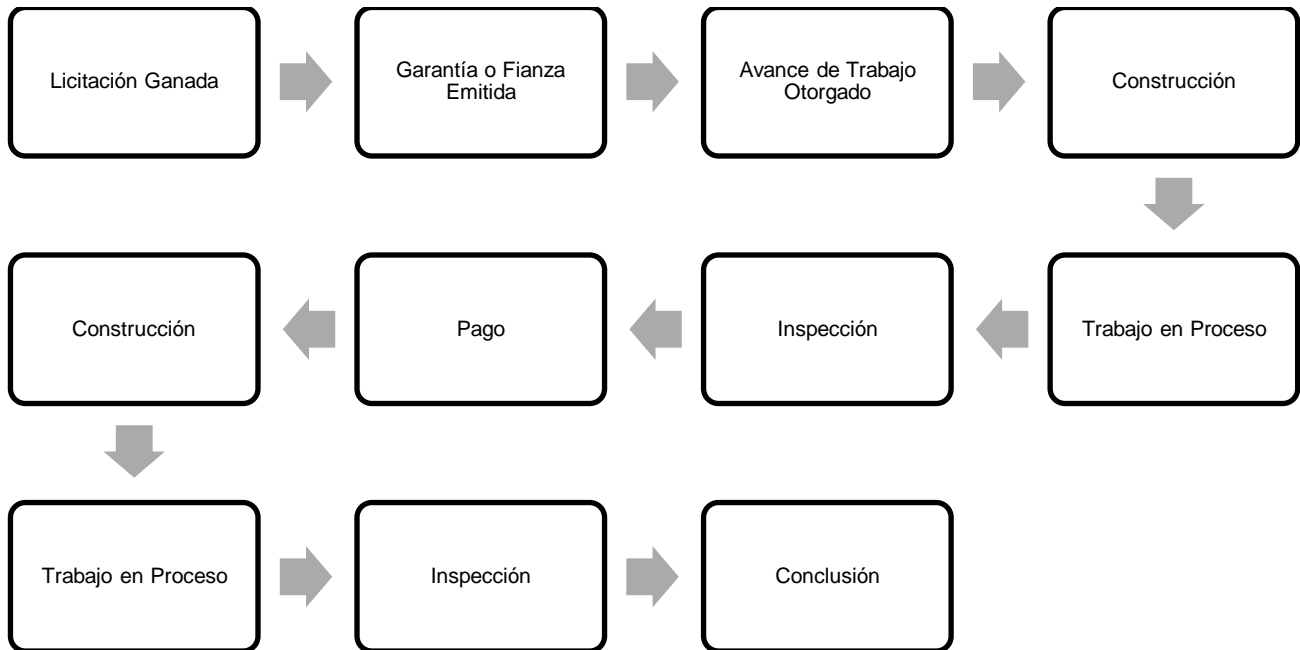 Licitación Ganada
Garantía o Fianza
Emitida
Avance de Trabajo
Otorgado
Construcción
Trabajo en Proceso
Inspección
Pago
Construcción
Trabajo en Proceso
Inspección
Conclusión